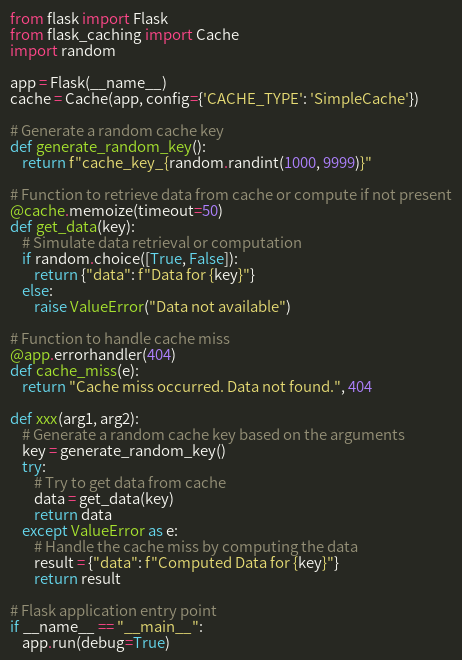 from flask import Flask
from flask_caching import Cache
import random
app = Flask(__name__)
cache = Cache(app, config={'CACHE_TYPE': 'SimpleCache'})
# Generate a random cache key
def generate_random_key():
    return f"cache_key_{random.randint(1000, 9999)}"
# Function to retrieve data from cache or compute if not present
@cache.memoize(timeout=50)
def get_data(key):
    # Simulate data retrieval or computation
    if random.choice([True, False]):
        return {"data": f"Data for {key}"}
    else:
        raise ValueError("Data not available")
# Function to handle cache miss
@app.errorhandler(404)
def cache_miss(e):
    return "Cache miss occurred. Data not found.", 404
def xxx(arg1, arg2):
    # Generate a random cache key based on the arguments
    key = generate_random_key()
    try:
        # Try to get data from cache
        data = get_data(key)
        return data
    except ValueError as e:
        # Handle the cache miss by computing the data
        result = {"data": f"Computed Data for {key}"}
        return result
# Flask application entry point
if __name__ == "__main__":
    app.run(debug=True)